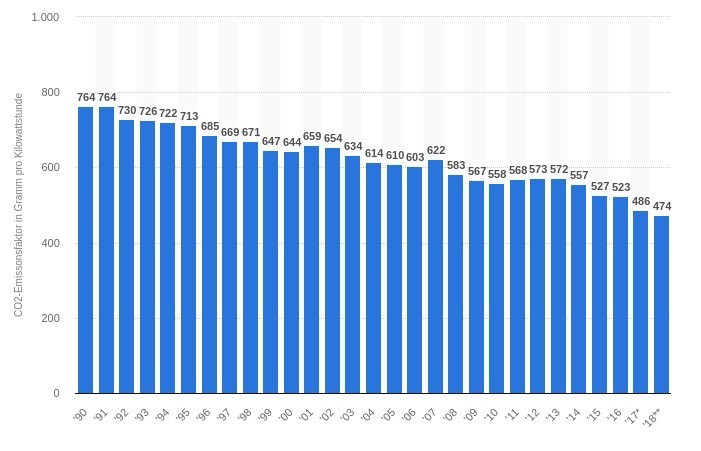 1.000
800
600
400
200
0
CO2-Emissonsfaktor in Gramm pro Kilowattstunde
764 764 730 726 722 713 685 669 671 647 644 659 654 634 614 610 603 622 583 567 558 568 573 572 557 527 523 486 474
'90 '91 '92 '93 '94 '95 '96 '97 '98 '99 '00 '01 '02 '03 '04 '05 '06 '07 '08 '09 '10 '11 '12 '13 '14 '15 '16 '17* '18**